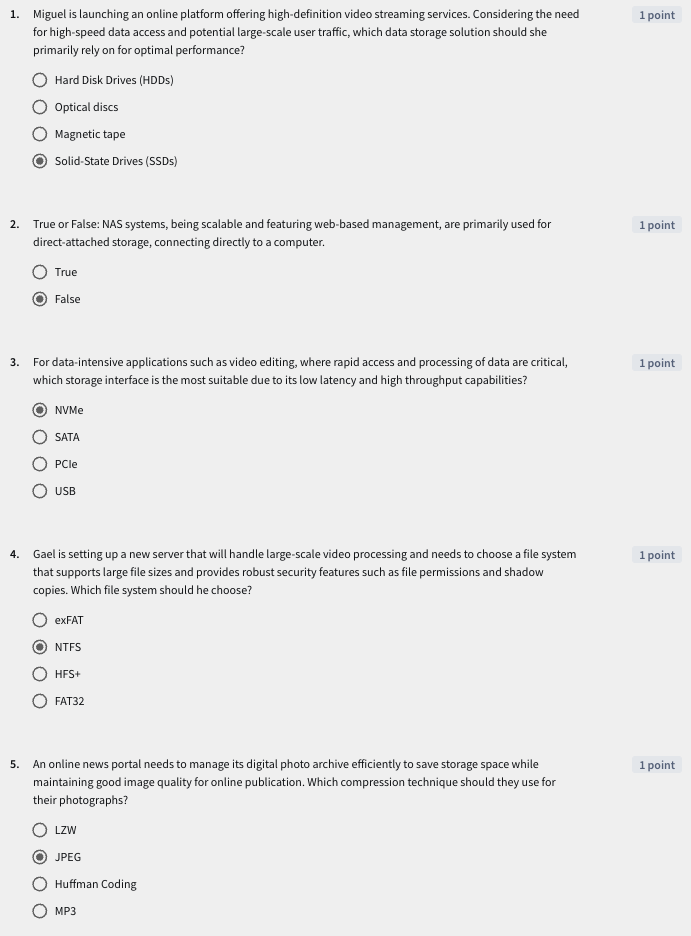 1. Miguel is launching an online platform offering high-definition video streaming services. Considering the need 1 point
for high-speed data access and potential large-scale user traffic, which data storage solution should she
primarily rely on for optimal performance?
Hard Disk Drives (HDDs)
Optical discs
Magnetic tape
Solid-State Drives (SSDs)
2. True or False: NAS systems, being scalable and featuring web-based management, are primarily used for 1 point
direct-attached storage, connecting directly to a computer.
True
False
3. For data-intensive applications such as video editing, where rapid access and processing of data are critical, 1 point
which storage interface is the most suitable due to its low latency and high throughput capabilities?
NVMe
SATA
PCIe
USB
4. Gael is setting up a new server that will handle large-scale video processing and needs to choose a file system 1 point
that supports large file sizes and provides robust security features such as file permissions and shadow
copies. Which file system should he choose?
exFAT
NTFS
HFS+
FAT32
5. An online news portal needs to manage its digital photo archive efficiently to save storage space while 1 point
maintaining good image quality for online publication. Which compression technique should they use for
their photographs?
LZW
JPEG
Huffman Coding
MP3